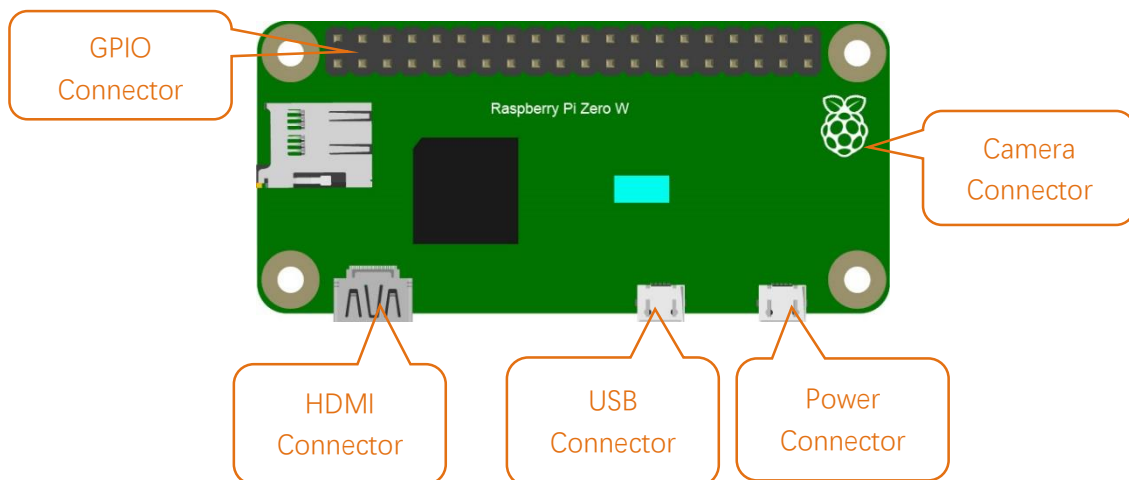 GPIO
Connector
Raspberry Pi Zero W
Camera
Connector
HDMI
Connector
USB
Connector
Power
Connector